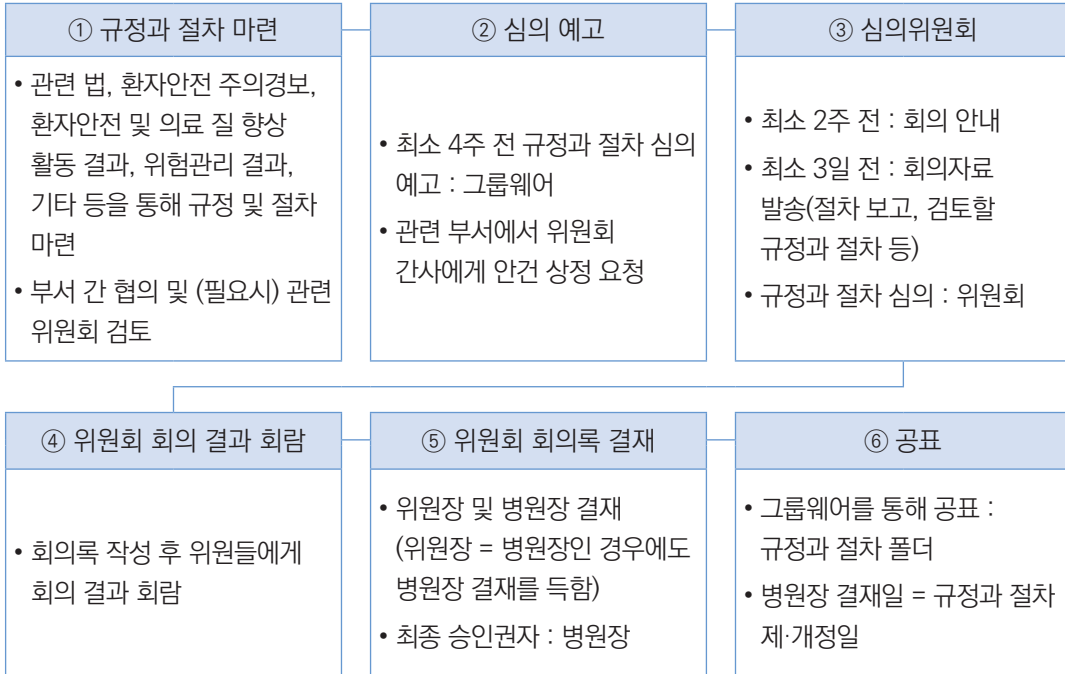 ① 규정과 절차 마련
• 관련 법, 환자안전 주의경보,
환자안전 및 의료 질 향상
활동 결과, 위험관리 결과,
기타 등을 통해 규정 및 절차
마련
• 부서 간 협의 및 (필요시) 관련
위원회 검토
② 심의 예고
• 최소 4주 전 규정과 절차 심의
예고 : 그룹웨어
• 관련 부서에서 위원회
간사에게 안건 상정 요청
③ 심의위원회
• 최소 2주 전 : 회의 안내
• 최소 3일 전 : 회의자료
발송(절차 보고, 검토할
규정과 절차 등)
• 규정과 절차 심의 : 위원회
④ 위원회 회의 결과 회람
• 회의록 작성 후 위원들에게
회의 결과 회람
⑤ 위원회 회의록 결재
• 위원장 및 병원장 결재
(위원장 = 병원장인 경우에도
병원장 결재를 득함)
• 최종 승인권자 : 병원장
⑥ 공표
• 그룹웨어를 통해 공표 :
규정과 절차 폴더
• 병원장 결재일 = 규정과 절차
제·개정일